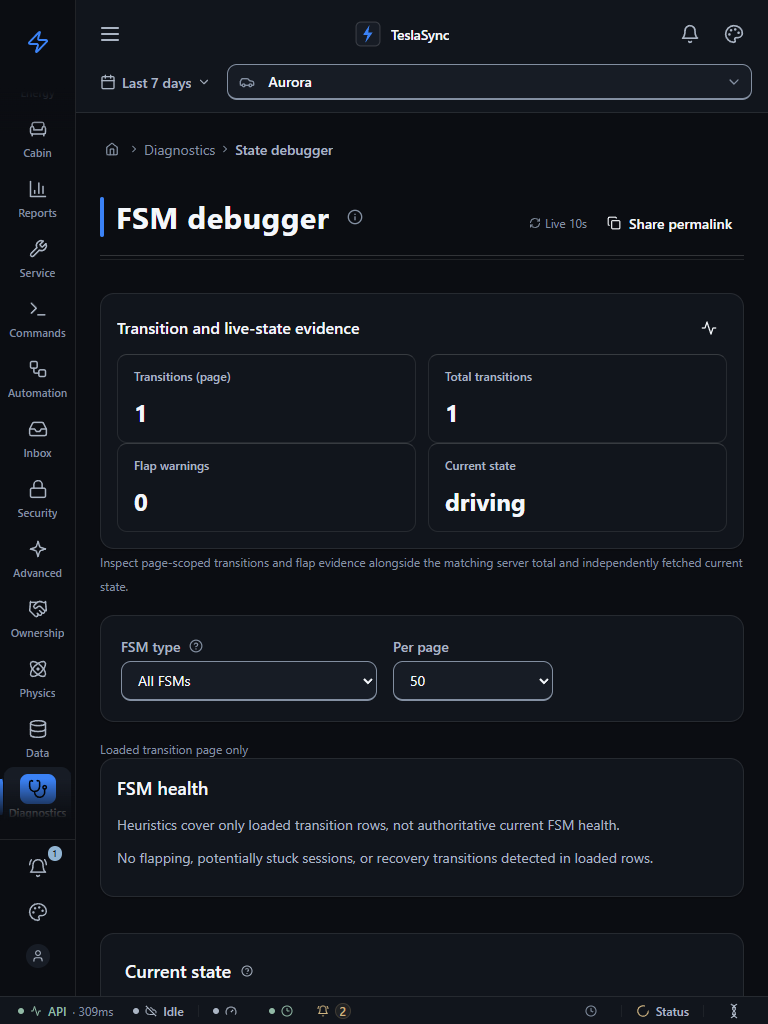 TeslaSync
Last 7 days
Aurora
Energy
Cabin
Reports
Service
Commands
Automation
Inbox
Security
Advanced
Ownership
Physics
Data
Diagnostics
1
Diagnostics
State debugger
FSM debugger
Live 10s
Share permalink
Transition and live-state evidence
Transitions (page)
1
Total transitions
1
Flap warnings
0
Current state
driving
Inspect page-scoped transitions and flap evidence alongside the matching server total and independently fetched current
state.
FSM type
Per page
All FSMs
50
Loaded transition page only
FSM health
Heuristics cover only loaded transition rows, not authoritative current FSM health.
No flapping, potentially stuck sessions, or recovery transitions detected in loaded rows.
Current state
API · 309ms
Idle
2
Status